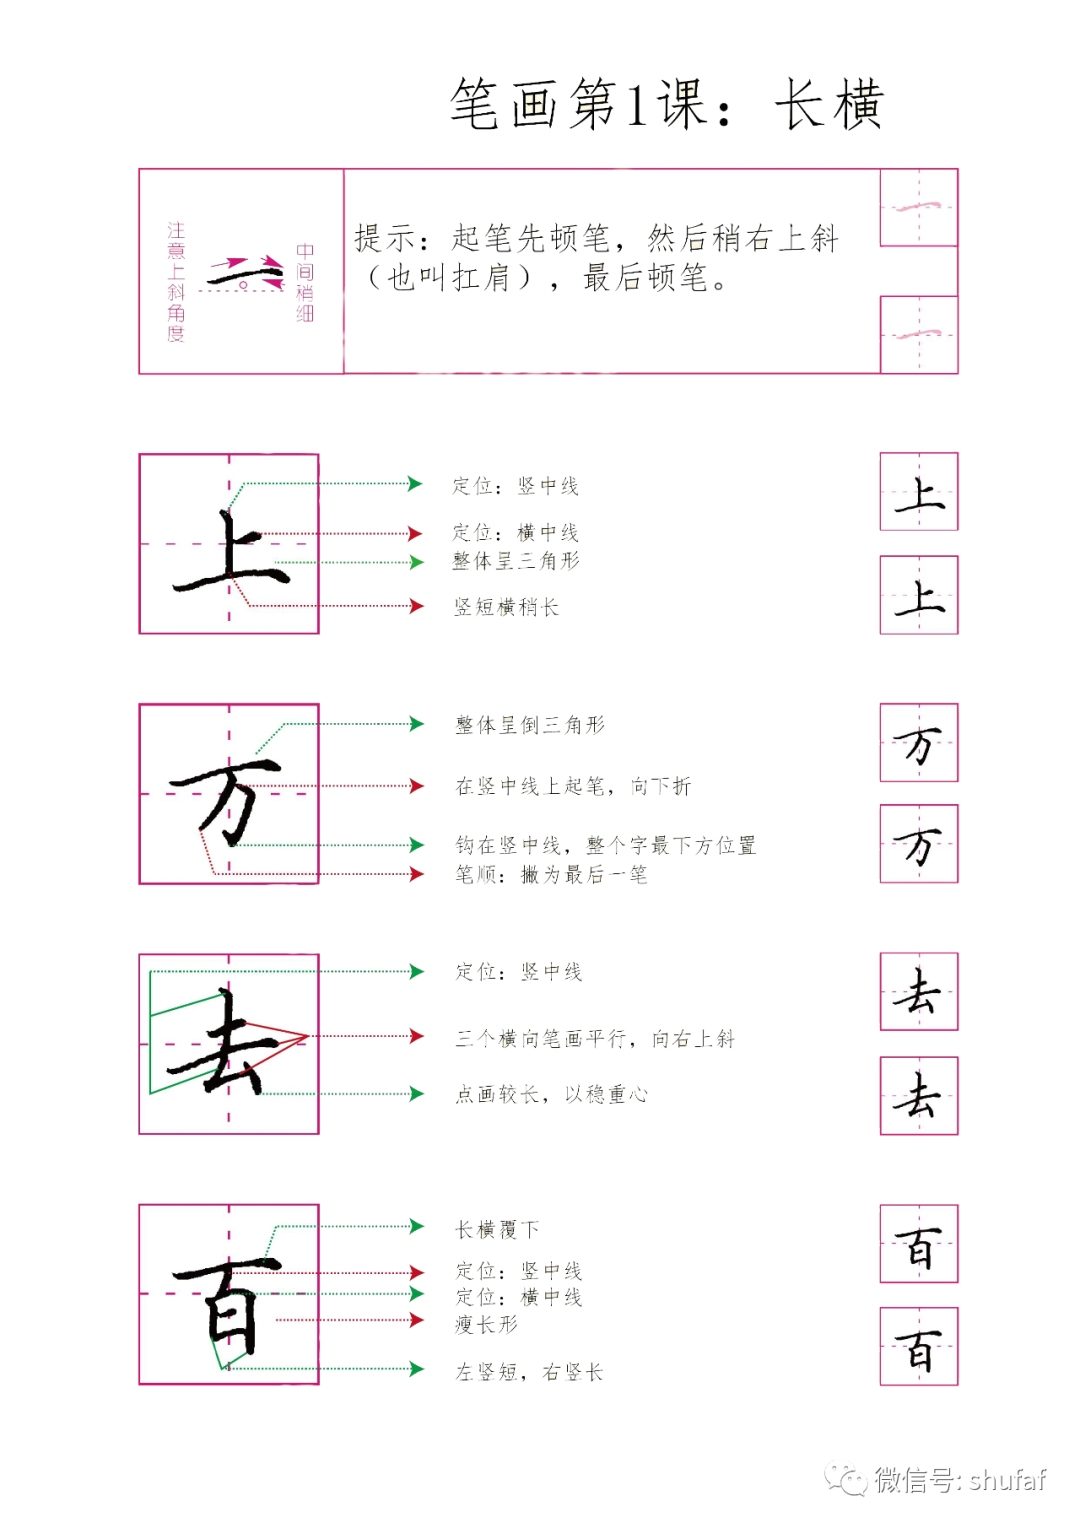 笔画第1课：长横
注意上斜角度
中间稍细
提示：起笔先顿笔，然后稍右上斜
（也叫扛肩），最后顿笔。
一
一
上
定位：竖中线
定位：横中线
整体呈三角形
竖短横稍长
上
上
万
整体呈倒三角形
在竖中线上起笔，向下折
钩在竖中线，整个字最下方位置
笔顺：撇为最后一笔
万
万
去
定位：竖中线
三个横向笔画平行，向右上斜
点画较长，以稳重心
去
去
百
长横覆下
定位：竖中线
定位：横中线
瘦长形
左竖短，右竖长
百
百
微信号: shufaf